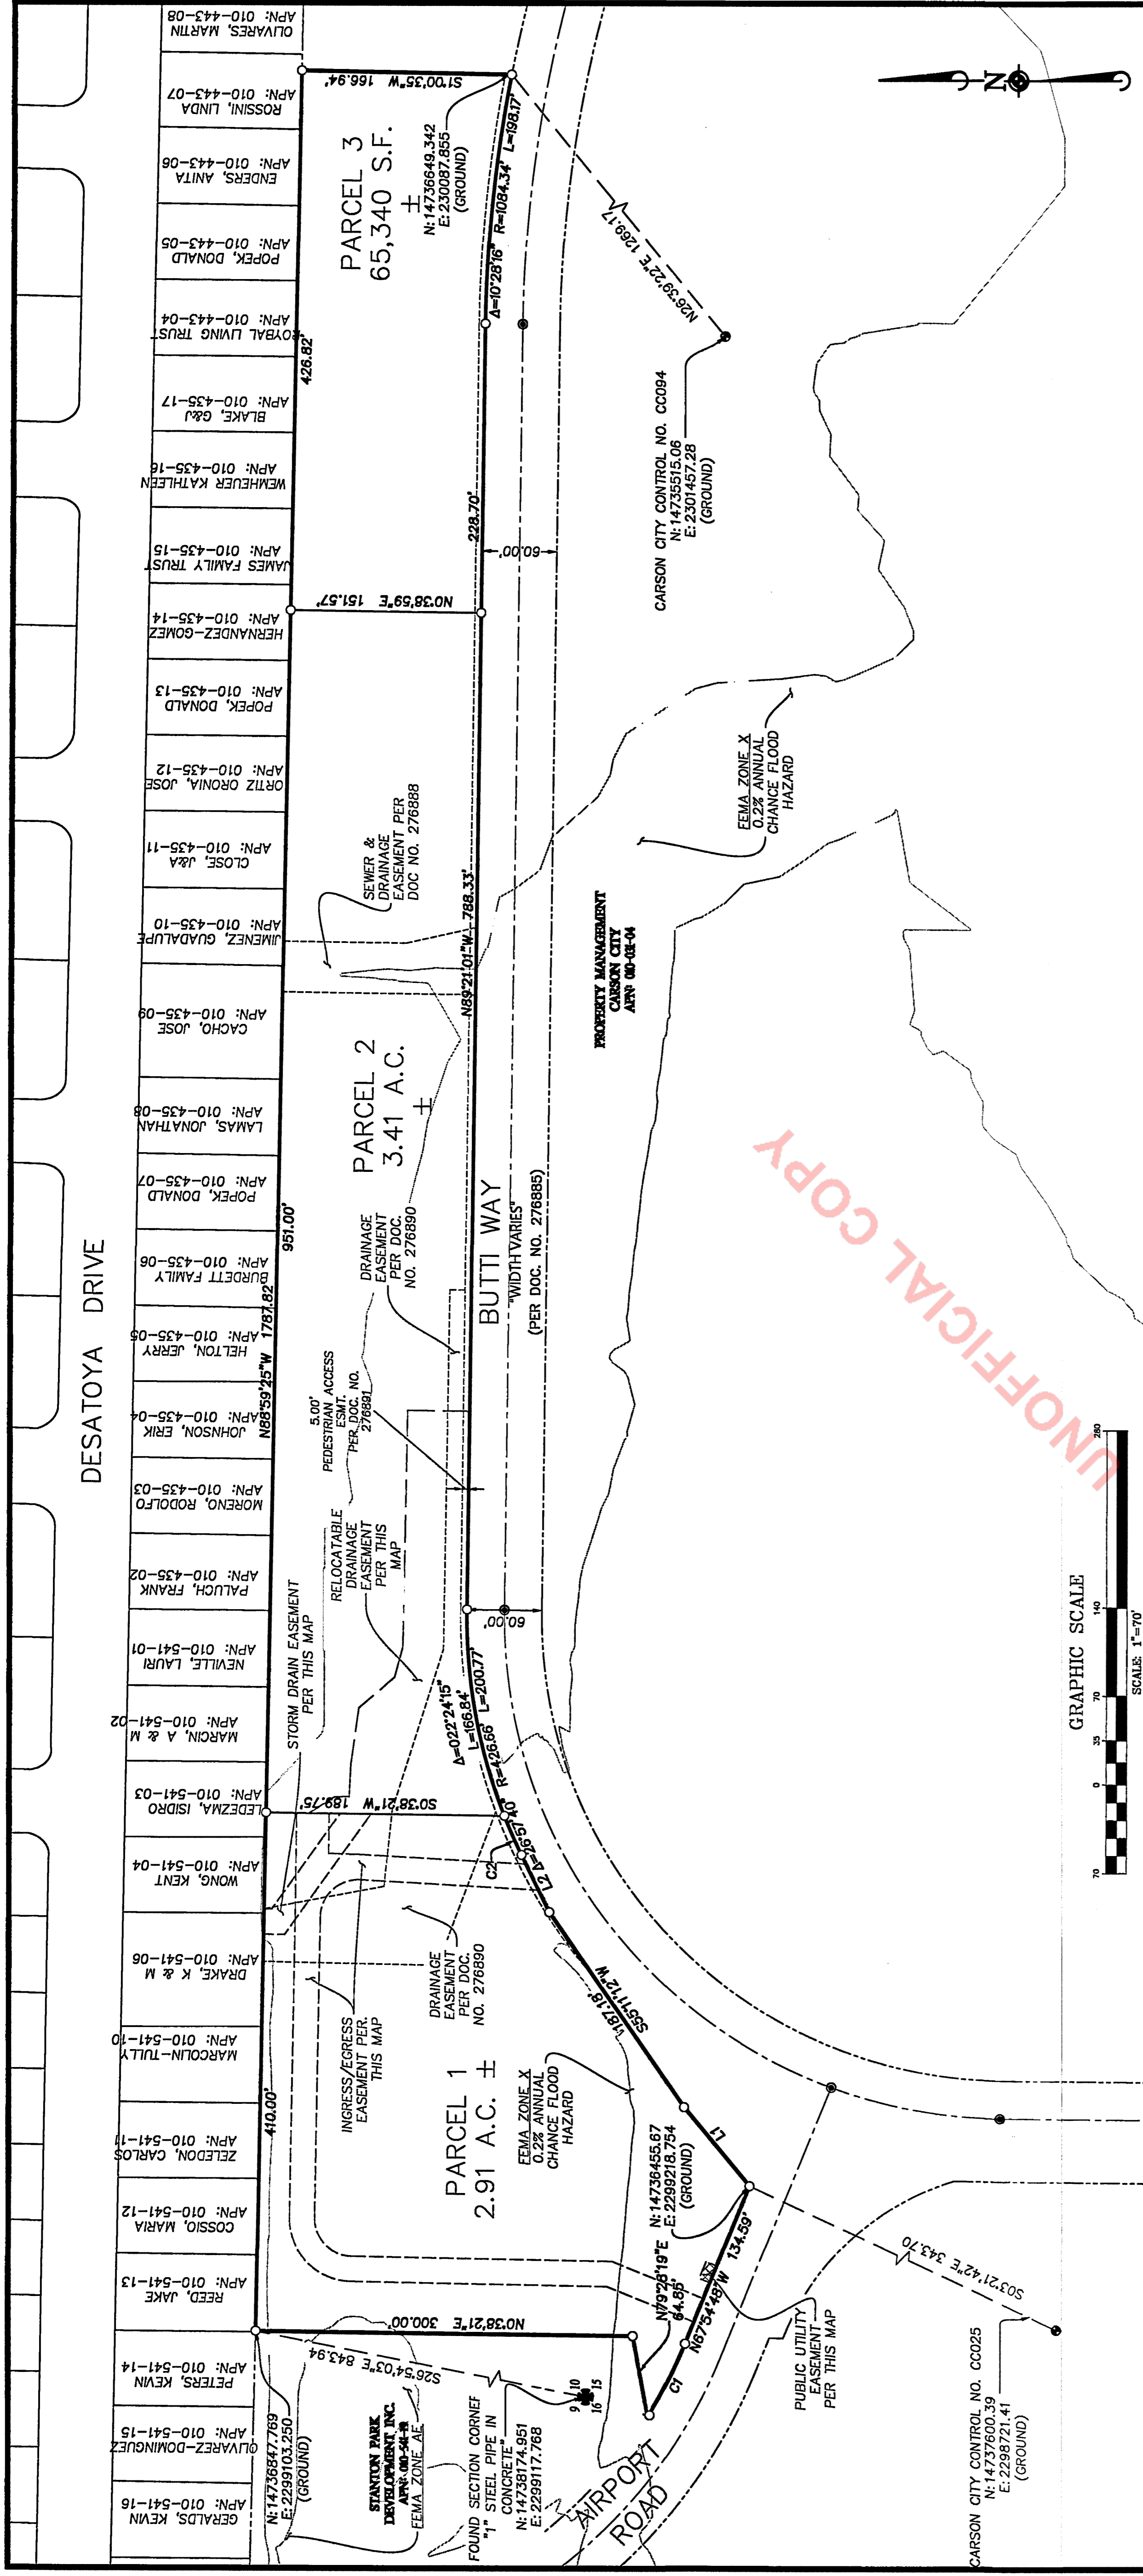 DESATOYA DRIVE
GERALDS, KEVIN
APN: 010-541-16
OLIVAREZ-DOMINGUEZ
APN: 010-541-15
PETERS, KEVIN
APN: 010-541-14
REED, JAKE
APN: 010-541-13
COSSIO, MARIA
APN: 010-541-12
ZELEDON, CARLOS
APN: 010-541-11
MARCOLIN-TULLY
APN: 010-541-10
DRAKE, K & M
APN: 010-541-06
WONG, KENT
APN: 010-541-04
LEDEZMA, ISIDRO
APN: 010-541-03
MARCIN, A & M
APN: 010-541-02
NEVILLE, LAURI
APN: 010-541-01
PALUCH, FRANK
APN: 010-435-02
MORENO, RODOLFO
APN: 010-435-03
JOHNSON, ERIK
APN: 010-435-04
HELTON, JERRY
APN: 010-435-05
BURDETT FAMILY
APN: 010-435-06
POPEK, DONALD
APN: 010-435-07
LAMAS, JONATHAN
APN: 010-435-08
CACHO, JOSE
APN: 010-435-09
JIMENEZ, GUADALUPE
APN: 010-435-10
CLOSE, J&A
APN: 010-435-11
ORTIZ ORONIA, JOSE
APN: 010-435-12
POPEK, DONALD
APN: 010-435-13
HERNANDEZ-GOMEZ
APN: 010-435-14
JAMES FAMILY TRUST
APN: 010-435-15
WEMHEUER KATHLEEN
APN: 010-435-16
BLAKE, G&J
APN: 010-435-17
ROYBAL LIVING TRUST
APN: 010-443-04
POPEK, DONALD
APN: 010-443-05
ENDERS, ANITA
APN: 010-443-06
ROSSINI, LINDA
APN: 010-443-07
OLIVARES, MARTIN
APN: 010-443-08
410.00'
N88°59'25"W 1787.82'
951.00'
426.82'
N:14736847.769
E:2299103.250
(GROUND)
STANTON PARK
DEVELOPMENT, INC.
FEMA ZONE AE
FOUND SECTION CORNEF
"1" STEEL PIPE IN
CONCRETE"
N:14738174.951
E:2299117.768
9 10
16 15
S26°54'03"E 843.94
N0°38'21"E 300.00'
INGRESS/EGRESS
EASEMENT PER
THIS MAP
PARCEL 1
2.91 A.C. ±
DRAINAGE
EASEMENT
PER DOC.
NO. 276890
FEMA ZONE X
0.2% ANNUAL
CHANCE FLOOD
HAZARD
N:14736455.67
E:2299218.754
(GROUND)
N79°28'19"E
64.85'
C1
N67°54'48"W
134.59'
L1
S55°11'12"W
187.18'
L2
C2
Δ=26°57'40"
R=426.66'
L=200.77'
Δ=022°24'15"
L=166.84'
S0°38'21"W 189.75'
STORM DRAIN EASEMENT
PER THIS MAP
RELOCATABLE
DRAINAGE
EASEMENT
PER THIS
MAP
5.00'
PEDESTRIAN ACCESS
ESMT.
PER. DOC. NO.
276891
DRAINAGE
EASEMENT
PER DOC.
NO. 276890
PARCEL 2
3.41 A.C.
±
SEWER &
DRAINAGE
EASEMENT PER
DOC NO. 276888
N89°21'01"W
788.33'
N0°38'59"E 151.57'
228.70'
60.00'
60.00'
PARCEL 3
65,340 S.F.
±
S1°00'35"W 166.94'
N:14736649.342
E:230087.855
(GROUND)
Δ=10°28'16" R=1084.34' L=198.17'
BUTTI WAY
"WIDTH VARIES"
(PER DOC. NO. 276885)
N26°39'22"E 1269.17
CARSON CITY CONTROL NO. CC094
N:14735515.06
E:2301457.28
(GROUND)
N
PROPERTY MANAGEMENT
CARSON CITY
FEMA ZONE X
0.2% ANNUAL
CHANCE FLOOD
HAZARD
AIRPORT
ROAD
PUBLIC UTILITY
EASEMENT
PER THIS MAP
S03°21'42"E 343.70
CARSON CITY CONTROL NO. CC025
N:14737600.39
E:2298721.41
(GROUND)
GRAPHIC SCALE
70 0 35 70 140 280
SCALE: 1"=70'
UNOFFICIAL COPY